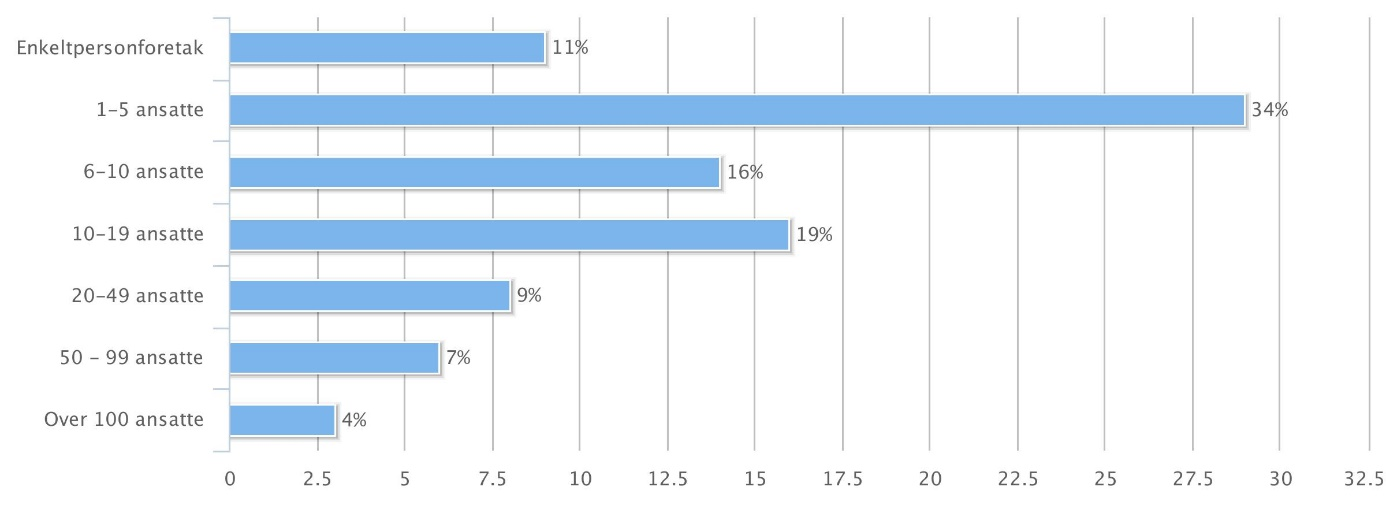 Enkeltpersonforetak 11%
1–5 ansatte 34%
6–10 ansatte 16%
10–19 ansatte 19%
20–49 ansatte 9%
50 – 99 ansatte 7%
Over 100 ansatte 4%
0 2.5 5 7.5 10 12.5 15 17.5 20 22.5 25 27.5 30 32.5